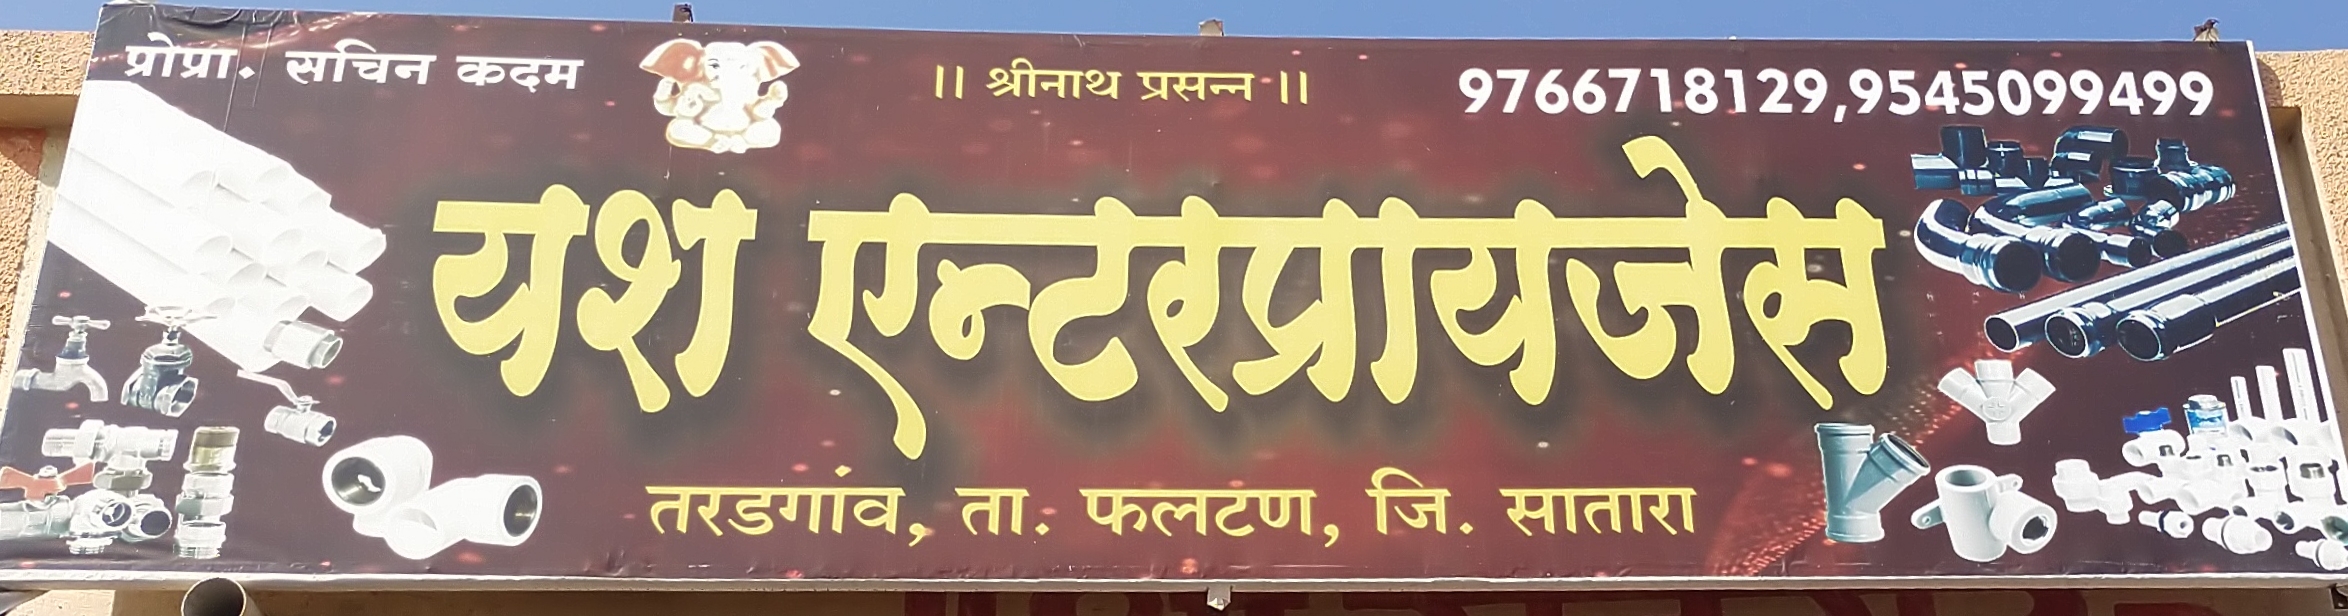 प्रोप्रा. सचिन कदम
|| श्रीनाथ प्रसन्न ||
9766718129,9545099499
यश एन्टरप्रायजेस
तरडगांव, ता. फलटण, जि. सातारा